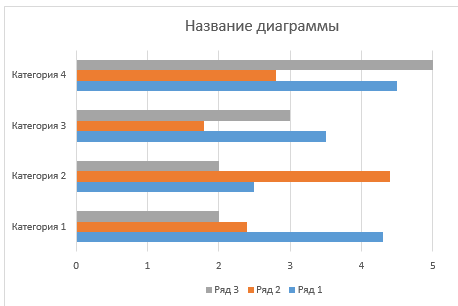 Название диаграммы
Категория 4
Категория 3
Категория 2
Категория 1
0 1 2 3 4 5
Ряд 3 Ряд 2 Ряд 1